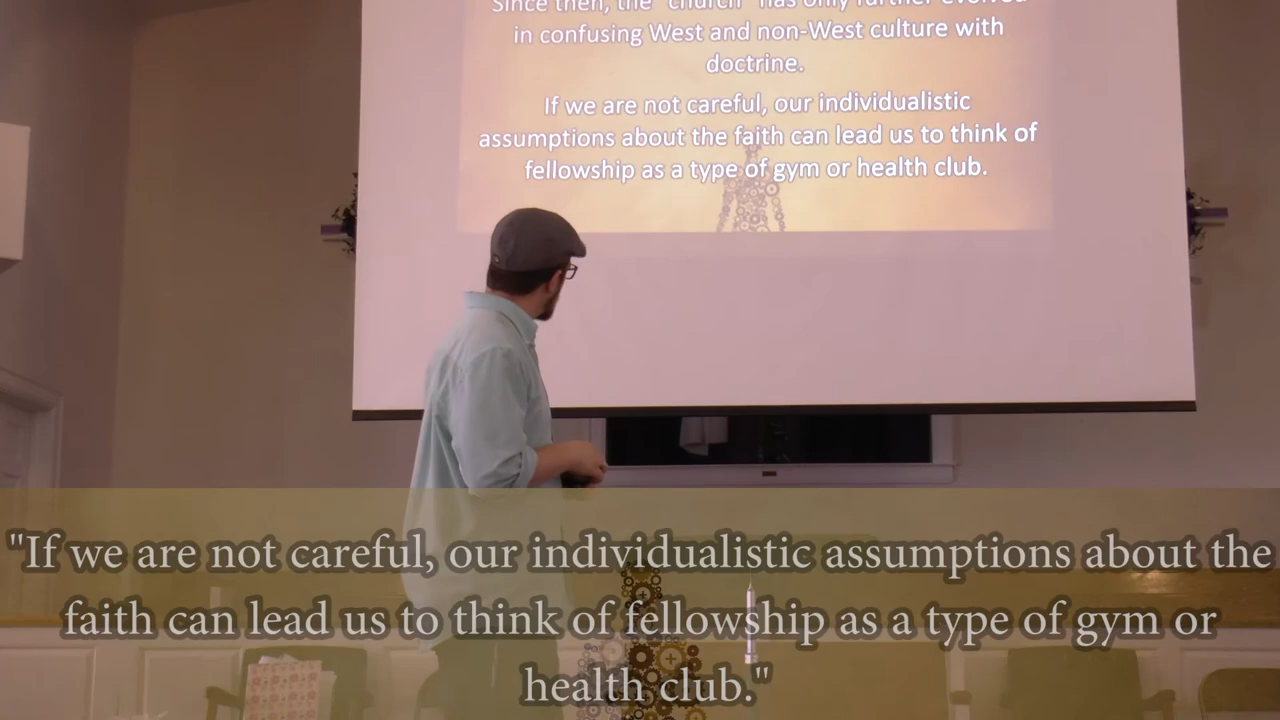 Since then, the "church" has only further evolved
in confusing West and non-West culture with
doctrine.
If we are not careful, our individualistic
assumptions about the faith can lead us to think of
fellowship as a type of gym or health club.
"If we are not careful, our individualistic assumptions about the
faith can lead us to think of fellowship as a type of gym or
health club."